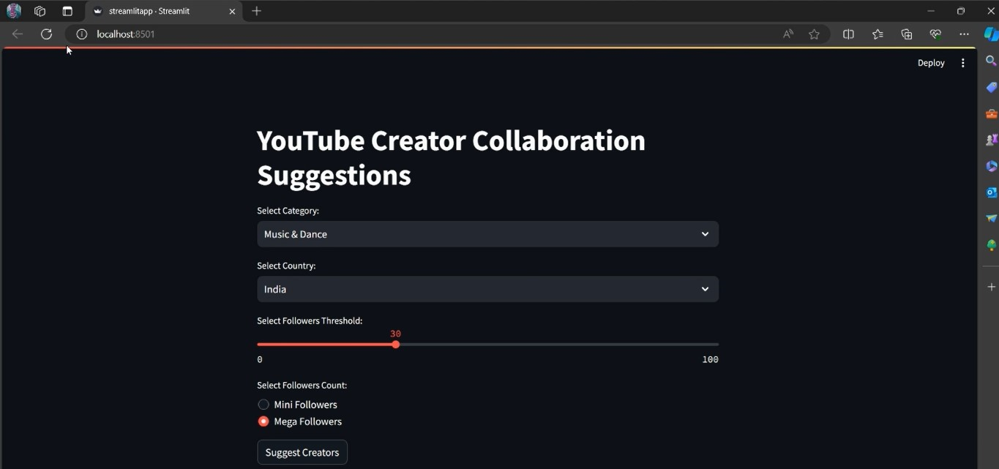 streamlitapp - Streamlit
localhost:8501
Deploy
YouTube Creator Collaboration
Suggestions
Select Category:
Music & Dance
Select Country:
India
Select Followers Threshold:
30
0 100
Select Followers Count:
Mini Followers
Mega Followers
Suggest Creators